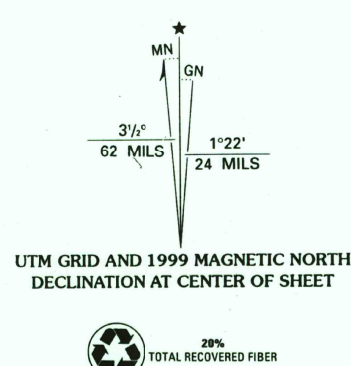 ★
MN
GN
3½°
62 MILS
1°22'
24 MILS
UTM GRID AND 1999 MAGNETIC NORTH
DECLINATION AT CENTER OF SHEET
20%
TOTAL RECOVERED FIBER